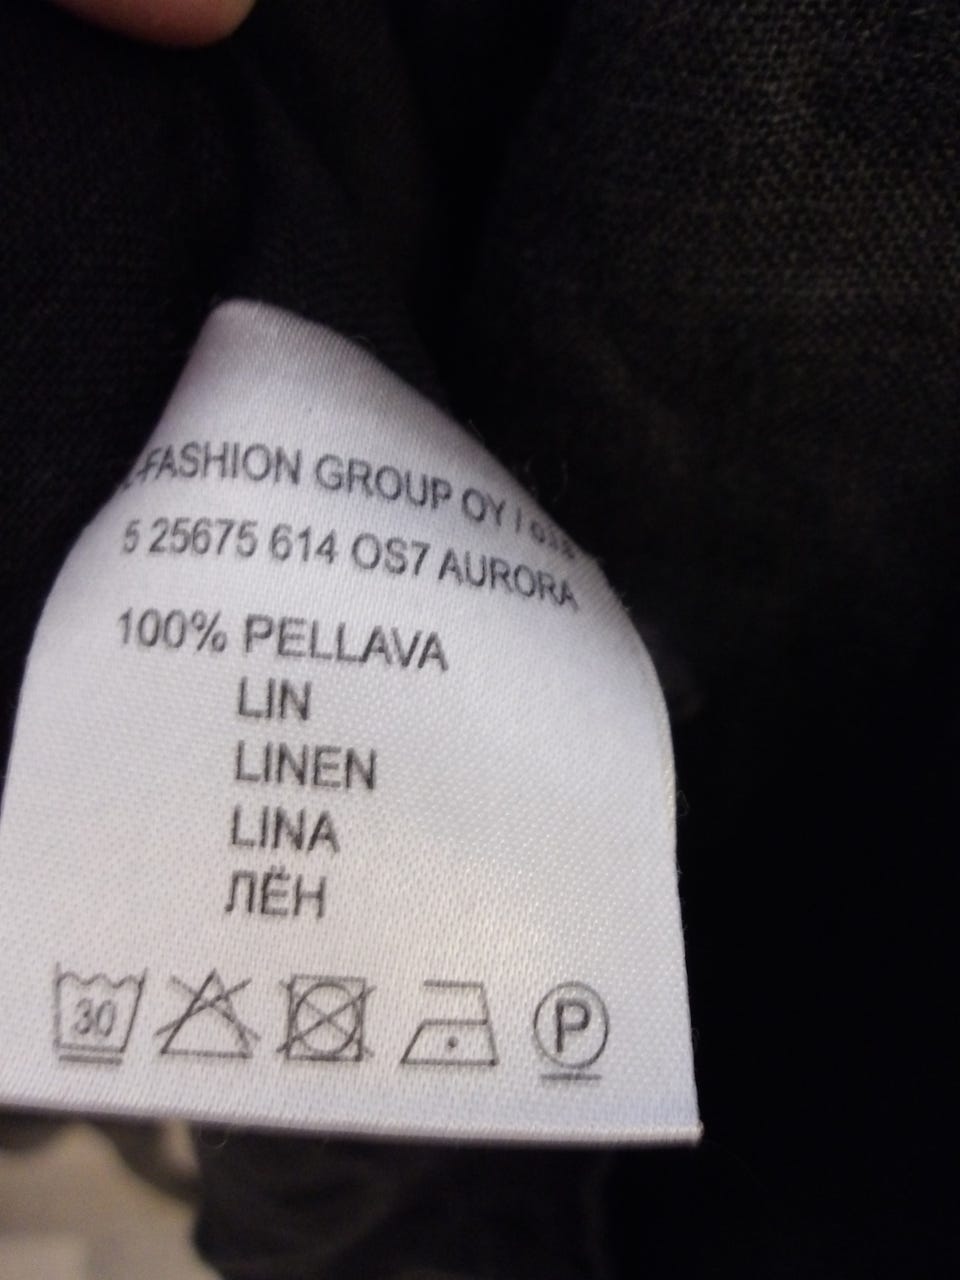 FASHION GROUP OY /
5 25675 614 OS7 AURORA
100% PELLAVA
LIN
LINEN
LINA
ЛЁН
30 P